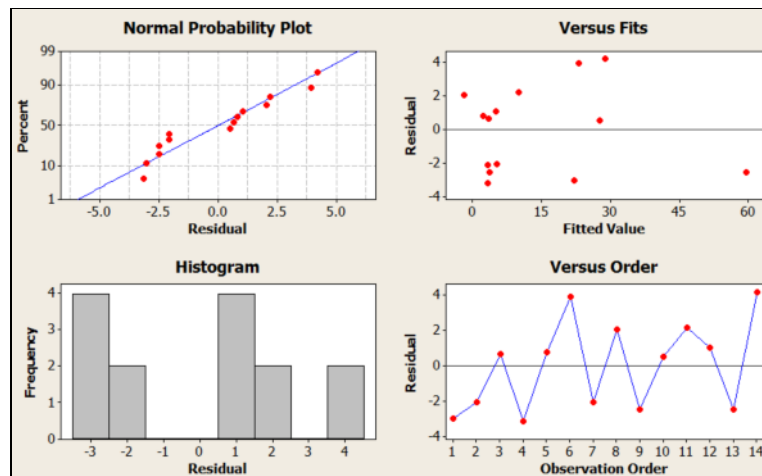 Normal Probability Plot
99
90
50
10
1
Percent
-5.0 -2.5 0.0 2.5 5.0
Residual
Versus Fits
4
2
0
-2
-4
Residual
0 15 30 45 60
Fitted Value
Histogram
4
3
2
1
0
Frequency
-3 -2 -1 0 1 2 3 4
Residual
Versus Order
4
2
0
-2
-4
Residual
1 2 3 4 5 6 7 8 9 10 11 12 13 14
Observation Order